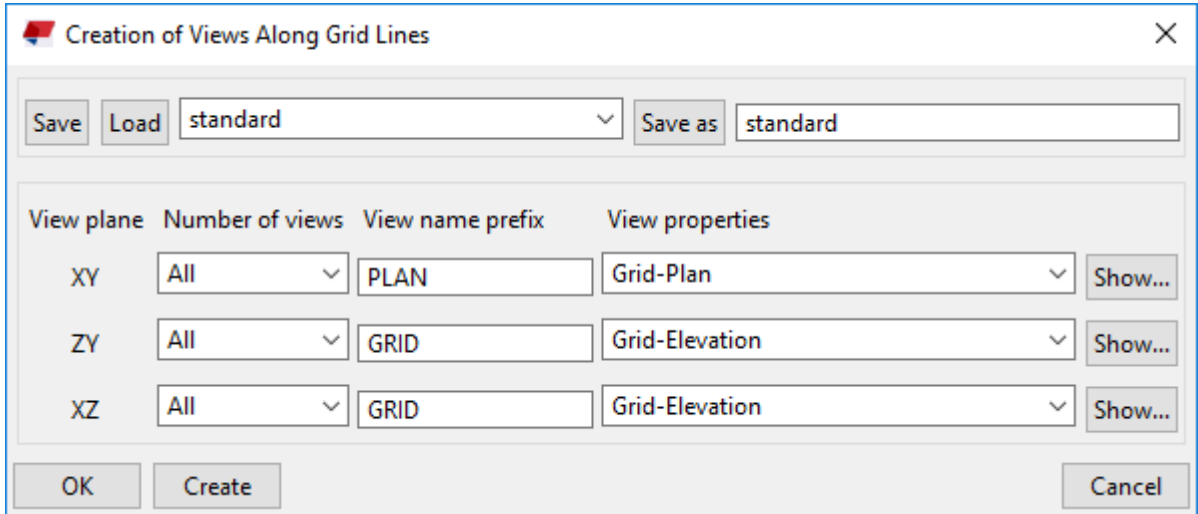 Creation of Views Along Grid Lines
Save Load standard Save as standard
View plane Number of views View name prefix View properties
XY All PLAN Grid-Plan Show...
ZY All GRID Grid-Elevation Show...
XZ All GRID Grid-Elevation Show...
OK Create Cancel